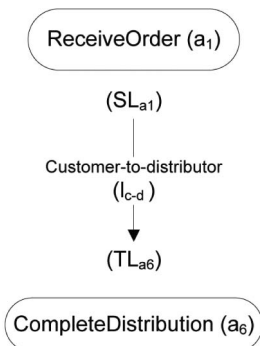 ReceiveOrder (a1)
(SLa1)
Customer-to-distributor
(Ic-d )
(TLa6)
CompleteDistribution (a6)